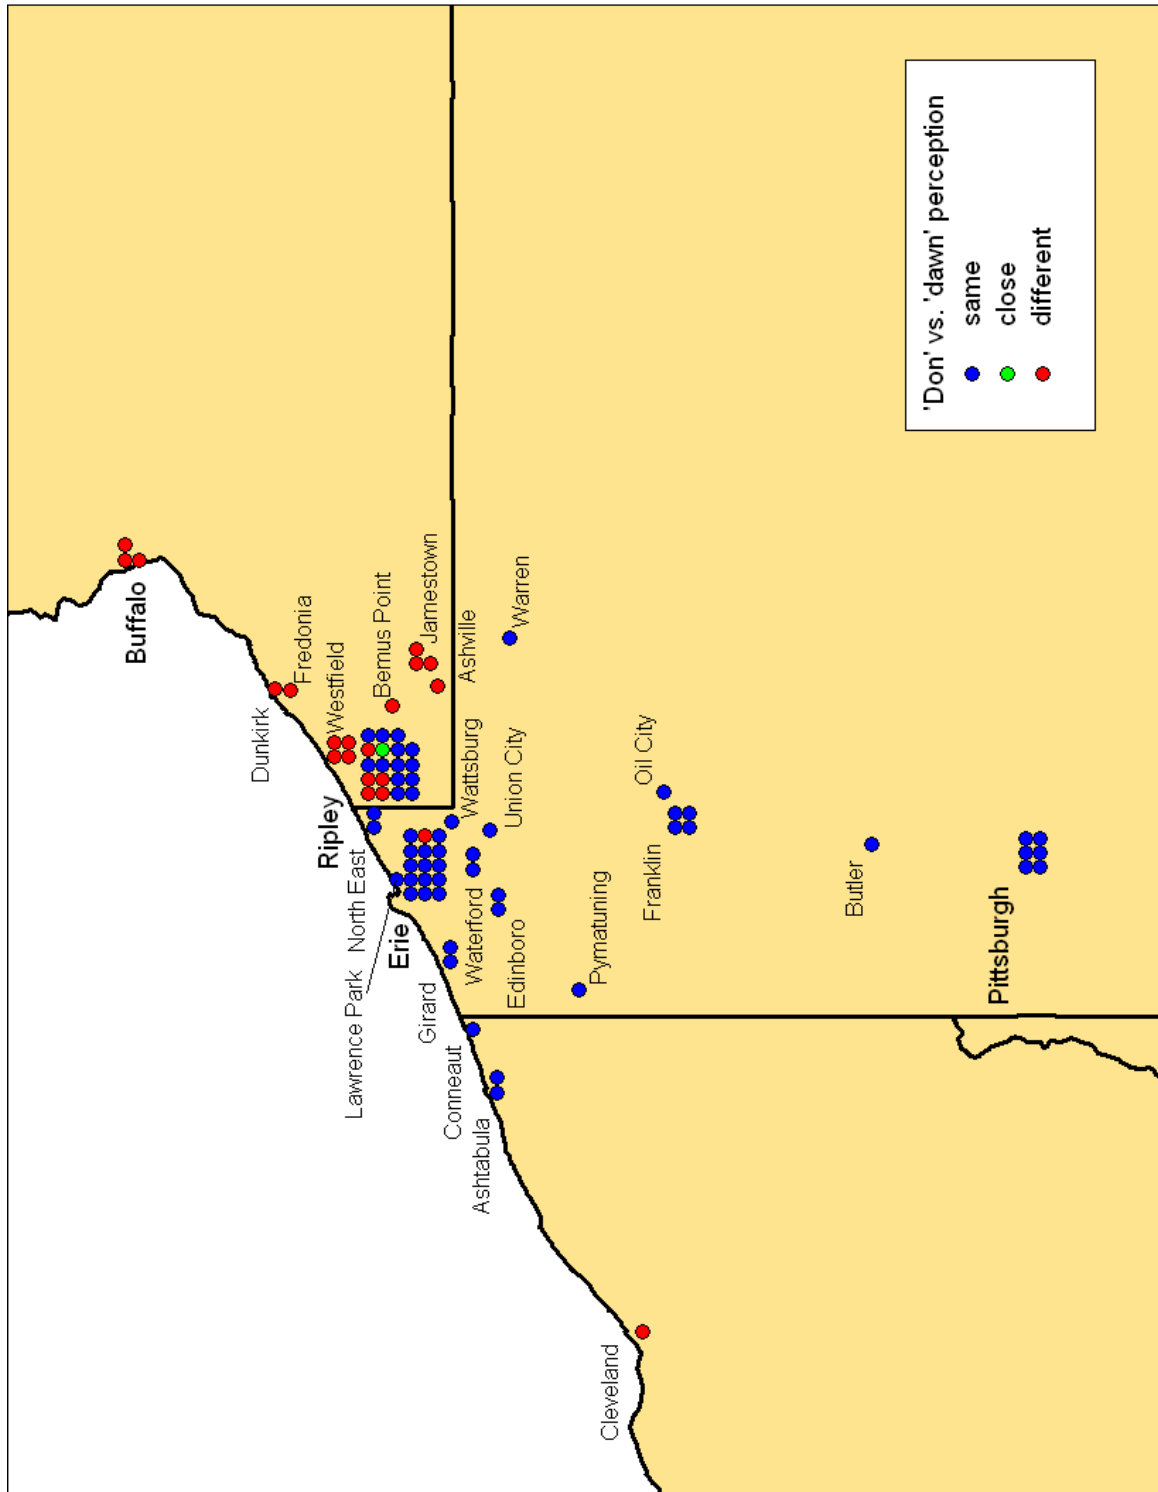 Buffalo
Dunkirk
Fredonia
Westfield
Ripley
Bemus Point
Jamestown
Ashville
North East
Lawrence Park
Erie
Wattsburg
Warren
Girard
Waterford
Union City
Conneaut
Edinboro
Ashtabula
Pymatuning
Cleveland
Oil City
Franklin
Butler
Pittsburgh
'Don' vs. 'dawn' perception
same
close
different